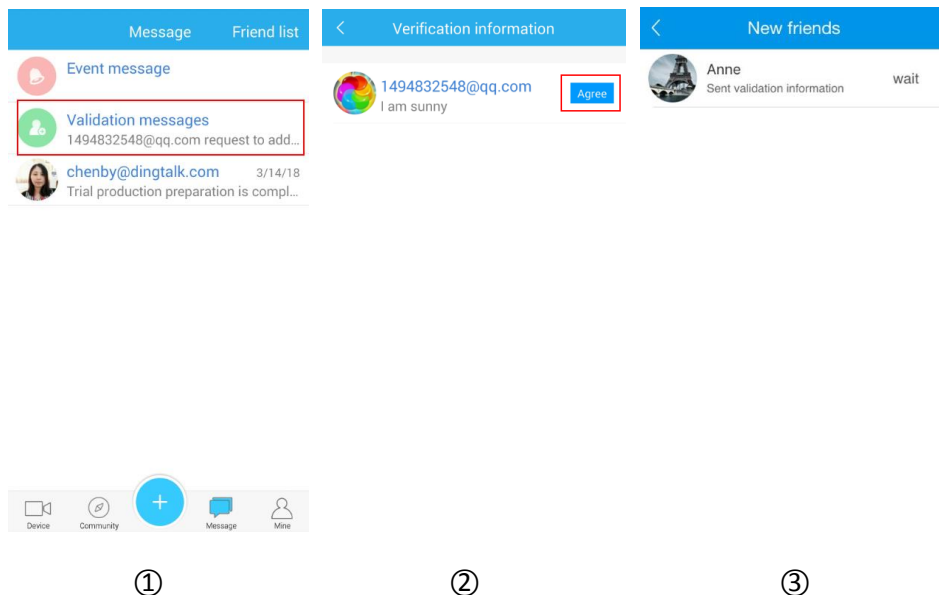 Message Friend list
Event message
Validation messages
1494832548@qq.com request to add...
chenby@dingtalk.com 3/14/18
Trial production preparation is compl...
Device Community + Message Mine
①
Verification information
1494832548@qq.com
I am sunny
Agree
②
New friends
Anne
Sent validation information
wait
③